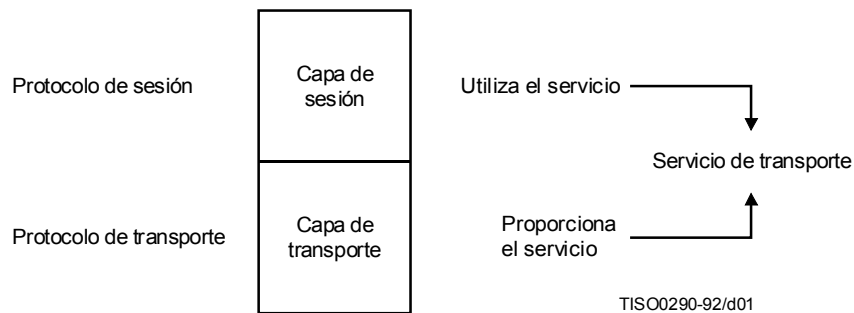 Protocolo de sesión
Capa de
sesión
Utiliza el servicio
Servicio de transporte
Protocolo de transporte
Capa de
transporte
Proporciona
el servicio
TISO0290-92/d01